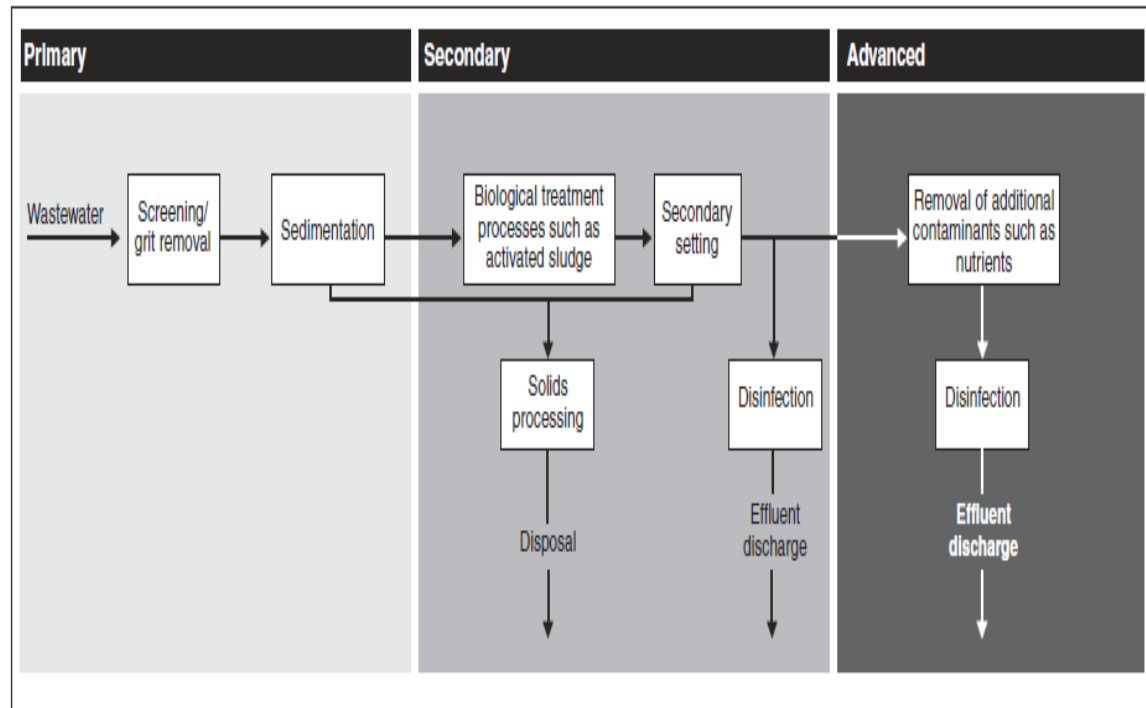 Primary
Secondary
Advanced
Wastewater
Screening/
grit removal
Sedimentation
Biological treatment
processes such as
activated sludge
Secondary
setting
Removal of additional
contaminants such as
nutrients
Solids
processing
Disinfection
Disinfection
Disposal
Effluent
discharge
Effluent
discharge